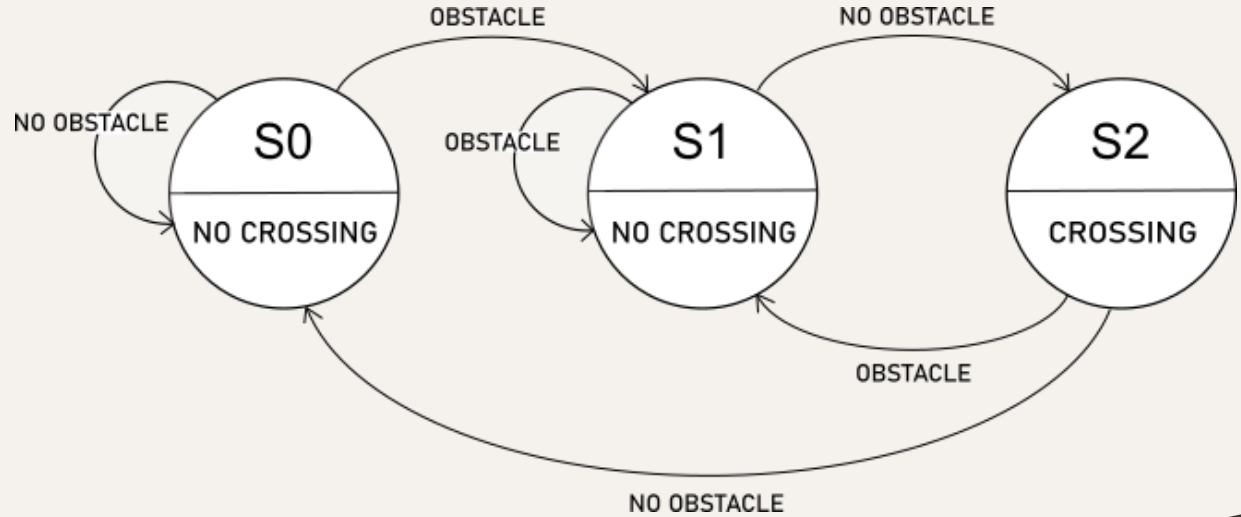 OBSTACLE
NO OBSTACLE
NO OBSTACLE
S0
OBSTACLE
S1
S2
NO CROSSING
NO CROSSING
CROSSING
OBSTACLE
NO OBSTACLE